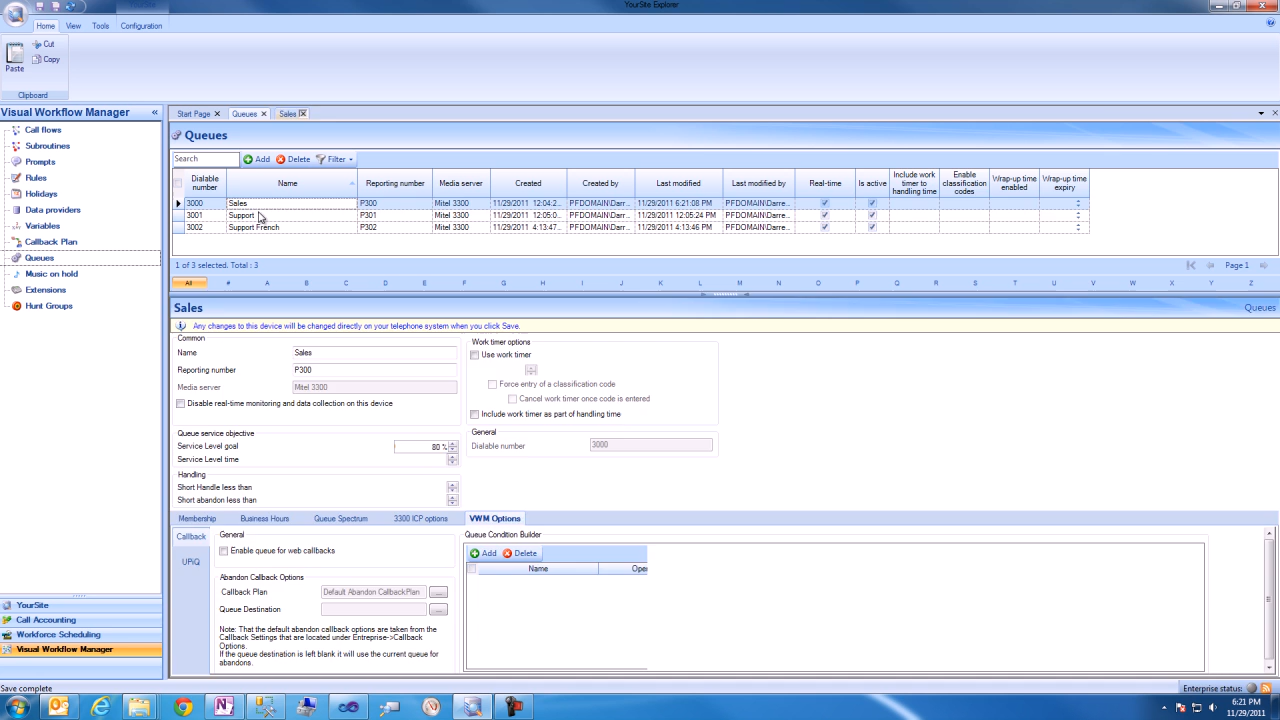 YourSite
YourSite Explorer
Home View Tools Configuration
Paste
Cut
Copy
Clipboard
Visual Workflow Manager «
Call flows
Subroutines
Prompts
Rules
Holidays
Data providers
Variables
Callback Plan
Queues
Music on hold
Extensions
Hunt Groups
YourSite
Call Accounting
Workforce Scheduling
Visual Workflow Manager
Start Page Queues Sales
Queues
Search Add Delete Filter
Dialable number Name Reporting number Media server Created Created by Last modified Last modified by Real-time Is active Include work timer to handling time Enable classification codes Wrap-up time enabled Wrap-up time expiry
3000 Sales P300 Mitel 3300 11/29/2011 12:04:2... PFDOMAIN\Darr... 11/29/2011 6:21:08 PM PFDOMAIN\Darr...
3001 Support P301 Mitel 3300 11/29/2011 12:05:0... PFDOMAIN\Darr... 11/29/2011 12:05:24 PM PFDOMAIN\Darr...
3002 Support French P302 Mitel 3300 11/29/2011 4:13:47... PFDOMAIN\Darr... 11/29/2011 4:13:46 PM PFDOMAIN\Darr...
1 of 3 selected. Total : 3 Page 1
All # A B C D E F G H I J K L M N O P Q R S T U V W X Y Z
Sales Queues
Any changes to this device will be changed directly on your telephone system when you click Save.
Common
Name Sales
Reporting number P300
Media server Mitel 3300
Disable real-time monitoring and data collection on this device
Queue service objective
Service Level goal 80 %
Service Level time
Handling
Short Handle less than
Short abandon less than
Work timer options
Use work timer
Force entry of a classification code
Cancel work timer once code is entered
Include work timer as part of handling time
General
Dialable number 3000
Membership Business Hours Queue Spectrum 3300 ICP options VWM Options
Callback
UPiQ
General
Enable queue for web callbacks
Abandon Callback Options
Callback Plan Default Abandon CallbackPlan ...
Queue Destination ...
Note: That the default abandon callback options are taken from the
Callback Settings that are located under Entreprise->Callback
Options.
If the queue destination is left blank it will use the current queue for
abandons.
Queue Condition Builder
Add Delete
Name Oper
Save complete
Enterprise status:
6:21 PM
11/29/2011